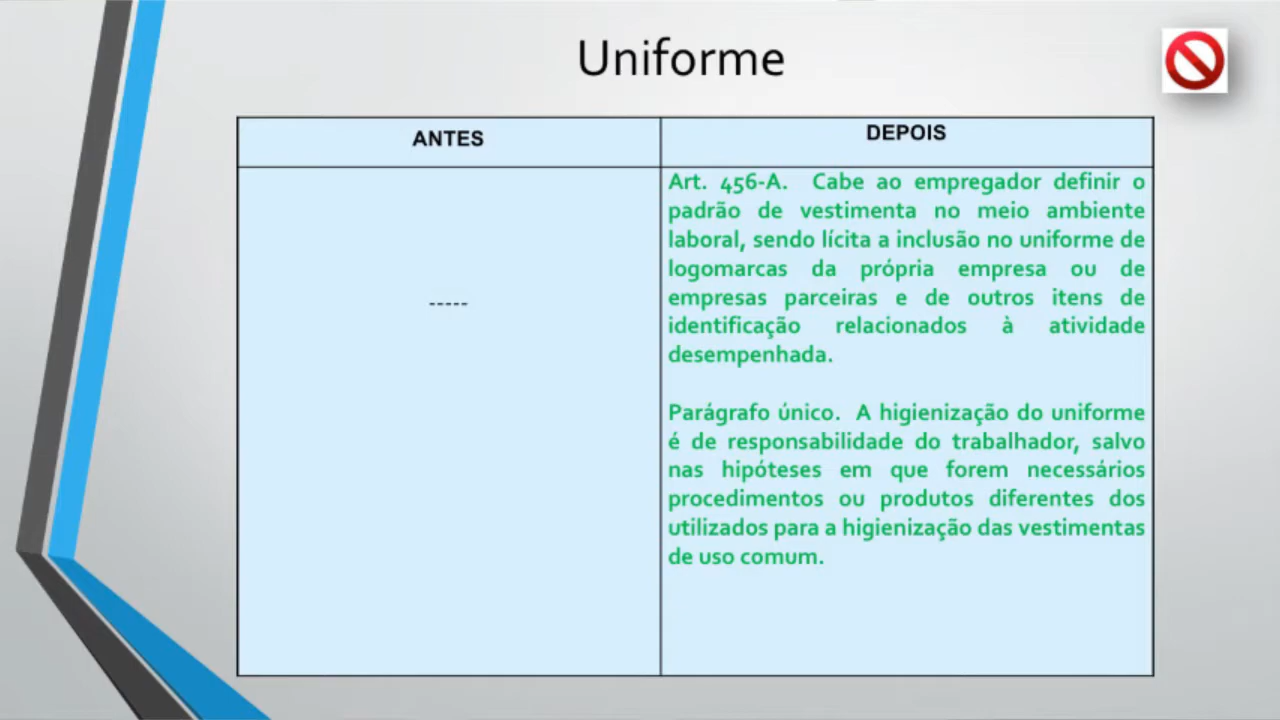 Uniforme
ANTES
DEPOIS
-----
Art. 456-A. Cabe ao empregador definir o
padrão de vestimenta no meio ambiente
laboral, sendo lícita a inclusão no uniforme de
logomarcas da própria empresa ou de
empresas parceiras e de outros itens de
identificação relacionados à atividade
desempenhada.
Parágrafo único. A higienização do uniforme
é de responsabilidade do trabalhador, salvo
nas hipóteses em que forem necessários
procedimentos ou produtos diferentes dos
utilizados para a higienização das vestimentas
de uso comum.